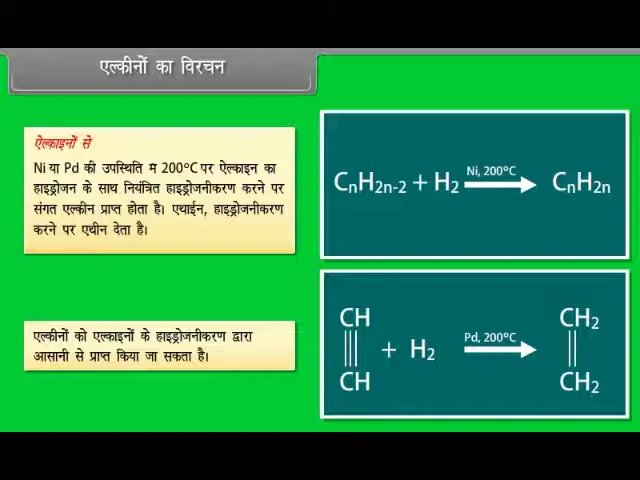 एल्कीनों का विरचन
ऐल्काइनों से
Ni या Pd की उपस्थिति म 200°C पर ऐल्काइन का
हाइड्रोजन के साथ नियंत्रित हाइड्रोजनीकरण करने पर
संगत एल्कीन प्राप्त होता है। एथाईन, हाइड्रोजनीकरण
करने पर एथीन देता है।
CnH2n-2 + H2 Ni, 200°C CnH2n
एल्कीनों को एल्काइनों के हाइड्रोजनीकरण द्वारा
आसानी से प्राप्त किया जा सकता है।
CH CH2
+ H2 Pd, 200°C
CH CH2